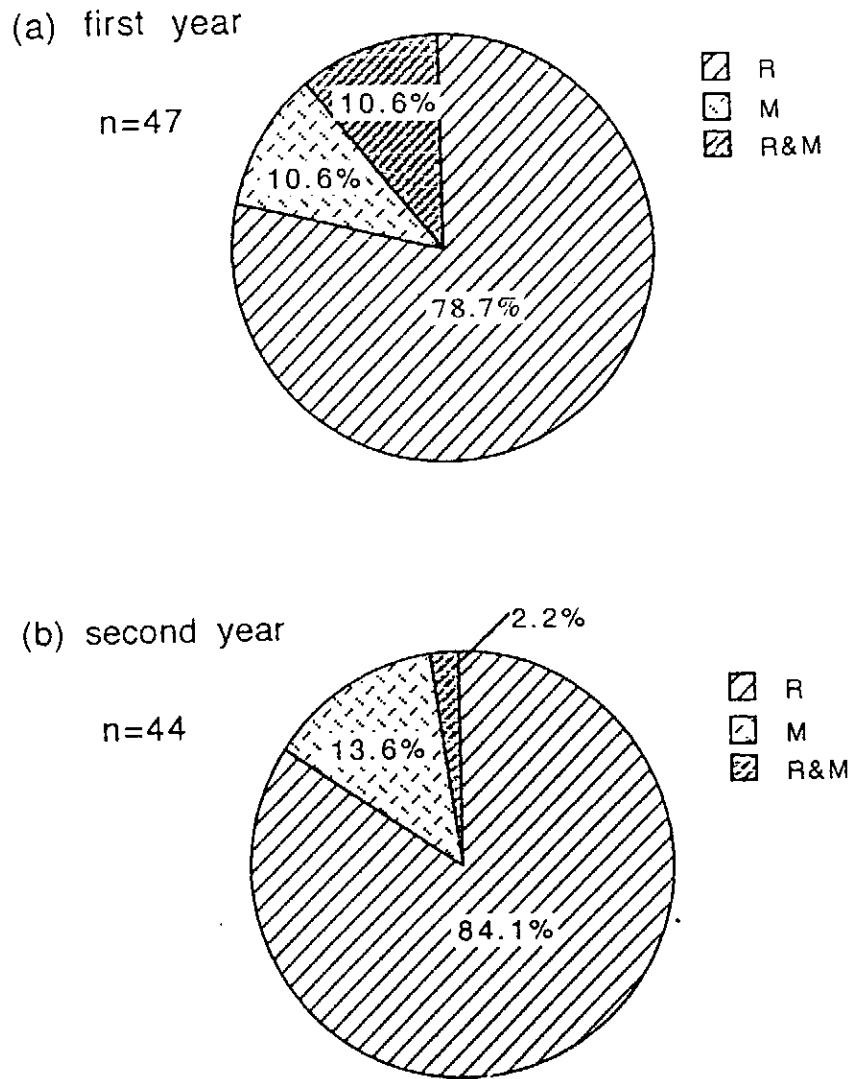 (a) first year
n=47
10.6%
10.6%
78.7%
R
M
R&M
(b) second year
n=44
2.2%
13.6%
84.1%
R
M
R&M